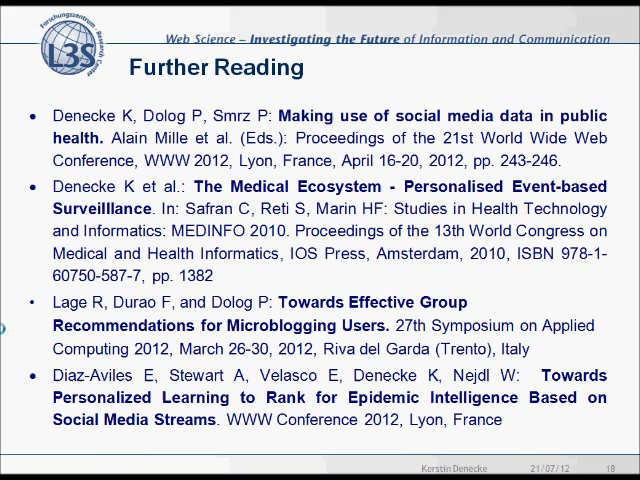 Forschungszentrum
L3S
Research Center
Web Science – Investigating the Future of Information and Communication
Further Reading
• Denecke K, Dolog P, Smrz P: Making use of social media data in public
health. Alain Mille et al. (Eds.): Proceedings of the 21st World Wide Web
Conference, WWW 2012, Lyon, France, April 16-20, 2012, pp. 243-246.
• Denecke K et al.: The Medical Ecosystem - Personalised Event-based
Surveilllance. In: Safran C, Reti S, Marin HF: Studies in Health Technology
and Informatics: MEDINFO 2010. Proceedings of the 13th World Congress on
Medical and Health Informatics, IOS Press, Amsterdam, 2010, ISBN 978-1-
60750-587-7, pp. 1382
• Lage R, Durao F, and Dolog P: Towards Effective Group
Recommendations for Microblogging Users. 27th Symposium on Applied
Computing 2012, March 26-30, 2012, Riva del Garda (Trento), Italy
• Diaz-Aviles E, Stewart A, Velasco E, Denecke K, Nejdl W: Towards
Personalized Learning to Rank for Epidemic Intelligence Based on
Social Media Streams. WWW Conference 2012, Lyon, France
Kerstin Denecke 21/07/12 18